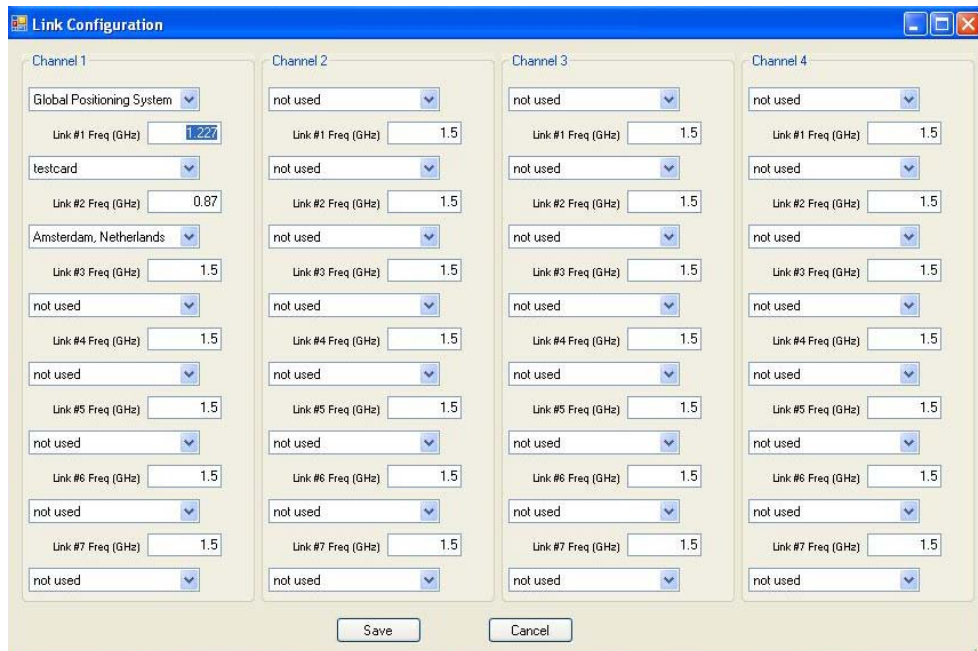 Link Configuration
Channel 1
Global Positioning System
Link #1 Freq (GHz) 1.227
testcard
Link #2 Freq (GHz) 0.87
Amsterdam, Netherlands
Link #3 Freq (GHz) 1.5
not used
Link #4 Freq (GHz) 1.5
not used
Link #5 Freq (GHz) 1.5
not used
Link #6 Freq (GHz) 1.5
not used
Link #7 Freq (GHz) 1.5
not used
Channel 2
not used
Link #1 Freq (GHz) 1.5
not used
Link #2 Freq (GHz) 1.5
not used
Link #3 Freq (GHz) 1.5
not used
Link #4 Freq (GHz) 1.5
not used
Link #5 Freq (GHz) 1.5
not used
Link #6 Freq (GHz) 1.5
not used
Link #7 Freq (GHz) 1.5
not used
Channel 3
not used
Link #1 Freq (GHz) 1.5
not used
Link #2 Freq (GHz) 1.5
not used
Link #3 Freq (GHz) 1.5
not used
Link #4 Freq (GHz) 1.5
not used
Link #5 Freq (GHz) 1.5
not used
Link #6 Freq (GHz) 1.5
not used
Link #7 Freq (GHz) 1.5
not used
Channel 4
not used
Link #1 Freq (GHz) 1.5
not used
Link #2 Freq (GHz) 1.5
not used
Link #3 Freq (GHz) 1.5
not used
Link #4 Freq (GHz) 1.5
not used
Link #5 Freq (GHz) 1.5
not used
Link #6 Freq (GHz) 1.5
not used
Link #7 Freq (GHz) 1.5
not used
Save
Cancel